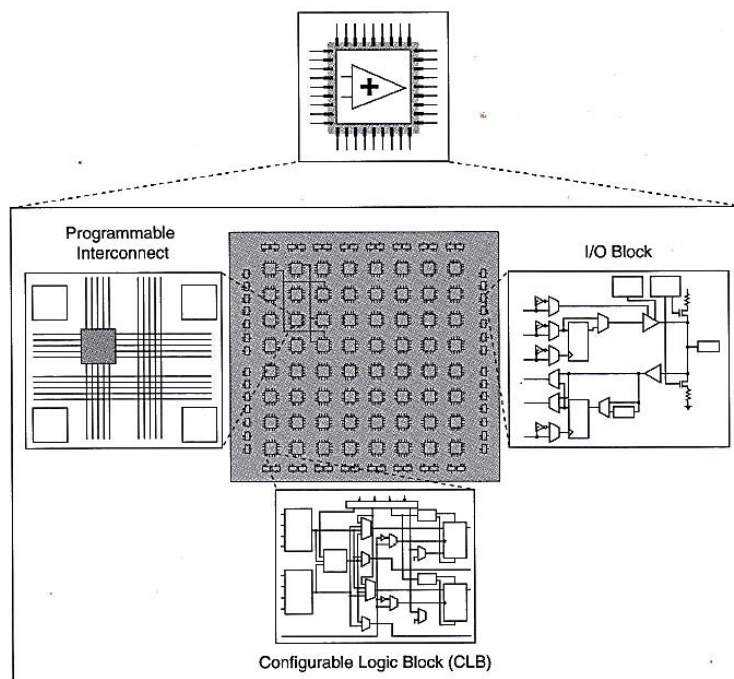 +
Programmable
Interconnect
I/O Block
Configurable Logic Block (CLB)